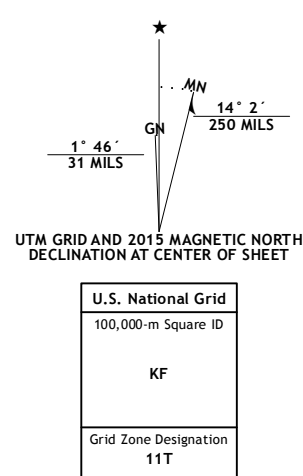 MN
GN
14° 2´
250 MILS
1° 46´
31 MILS
UTM GRID AND 2015 MAGNETIC NORTH
DECLINATION AT CENTER OF SHEET
U.S. National Grid
100,000-m Square ID
KF
Grid Zone Designation
11T